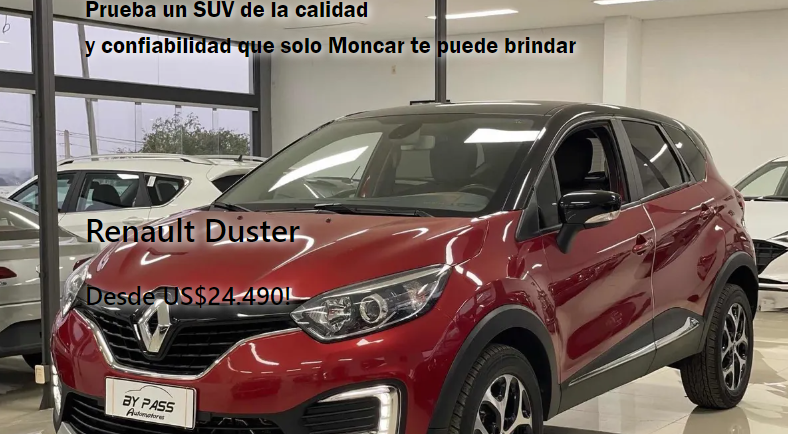 Prueba un SUV de la calidad
y confiabilidad que solo Moncar te puede brindar
Renault Duster
Desde US$24.490!
BY PASS
Automotores